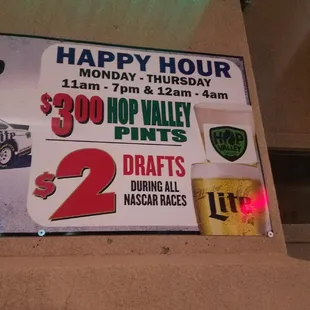 HAPPY HOUR
MONDAY - THURSDAY
11am - 7pm & 12am - 4am
$3.00 HOP VALLEY
PINTS
$2 DRAFTS
DURING ALL
NASCAR RACES
HOP
VALLEY
Lite